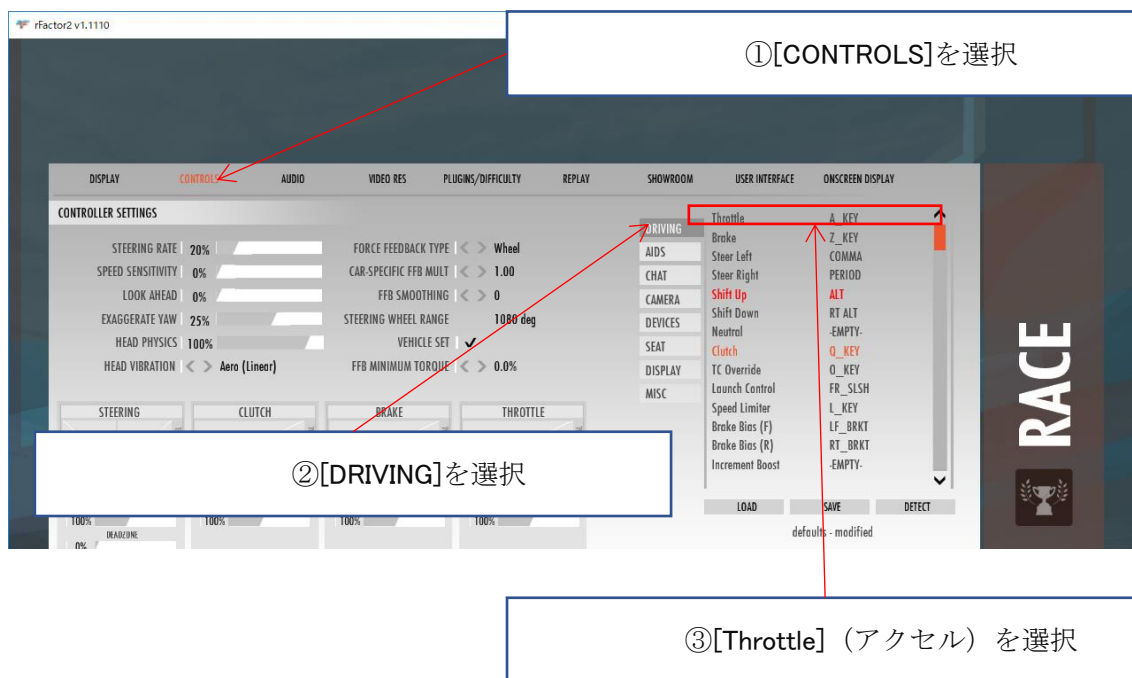 rFactor2 v1.1110
①[CONTROLS]を選択
DISPLAY CONTROLS AUDIO VIDEO RES PLUGINS/DIFFICULTY REPLAY SHOWROOM USER INTERFACE ONSCREEN DISPLAY
CONTROLLER SETTINGS
STEERING RATE 20%
SPEED SENSITIVITY 0%
LOOK AHEAD 0%
EXAGGERATE YAW 25%
HEAD PHYSICS 100%
HEAD VIBRATION < > Aero (Linear)
FORCE FEEDBACK TYPE < > Wheel
CAR-SPECIFIC FFB MULT < > 1.00
FFB SMOOTHING < > 0
STEERING WHEEL RANGE 1080 deg
VEHICLE SET ✓
FFB MINIMUM TORQUE < > 0.0%
DRIVING
AIDS
CHAT
CAMERA
DEVICES
SEAT
DISPLAY
MISC
Throttle A_KEY
Brake Z_KEY
Steer Left COMMA
Steer Right PERIOD
Shift Up ALT
Shift Down RT ALT
Neutral -EMPTY-
Clutch Q_KEY
TC Override O_KEY
Launch Control FR_SLSH
Speed Limiter L_KEY
Brake Bias (F) LF_BRKT
Brake Bias (R) RT_BRKT
Increment Boost -EMPTY-
LOAD SAVE DETECT
defaults - modified
RACE
STEERING CLUTCH BRAKE THROTTLE
②[DRIVING]を選択
100% 100% 100% 100%
DEADZONE
0%
③[Throttle]（アクセル）を選択